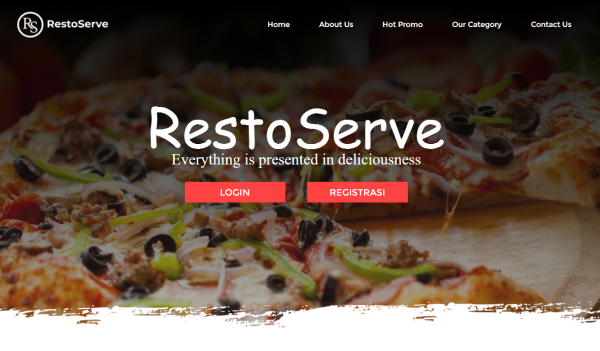 RS RestoServe
Home About Us Hot Promo Our Category Contact Us
RestoServe
Everything is presented in deliciousness
LOGIN REGISTRASI